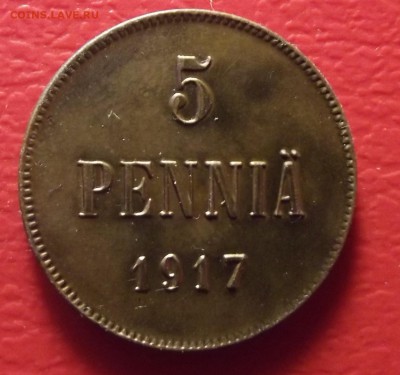 COINS.LAVE.RU
5
PENNIÄ
1917